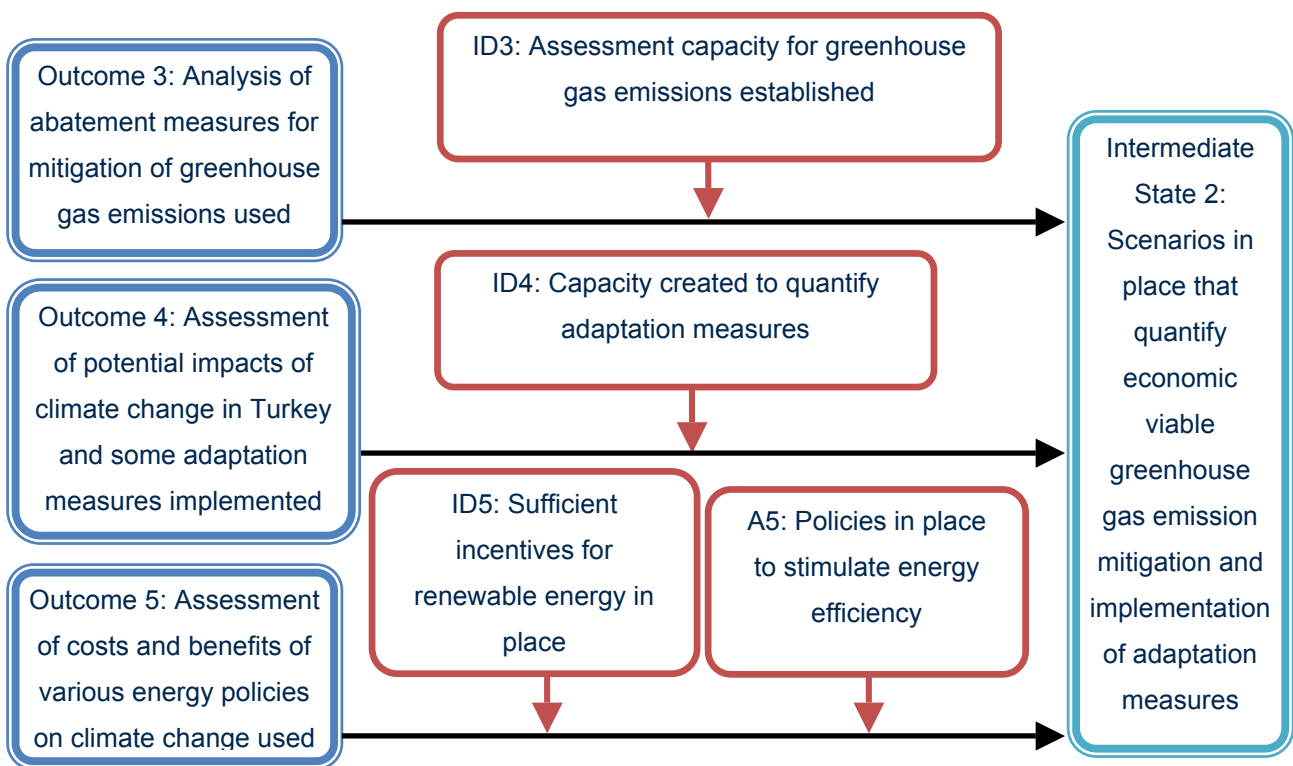 Outcome 3: Analysis of
abatement measures for
mitigation of greenhouse
gas emissions used
ID3: Assessment capacity for greenhouse
gas emissions established
Outcome 4: Assessment
of potential impacts of
climate change in Turkey
and some adaptation
measures implemented
ID4: Capacity created to quantify
adaptation measures
Outcome 5: Assessment
of costs and benefits of
various energy policies
on climate change used
ID5: Sufficient
incentives for
renewable energy in
place
A5: Policies in place
to stimulate energy
efficiency
Intermediate
State 2:
Scenarios in
place that
quantify
economic
viable
greenhouse
gas emission
mitigation and
implementation
of adaptation
measures